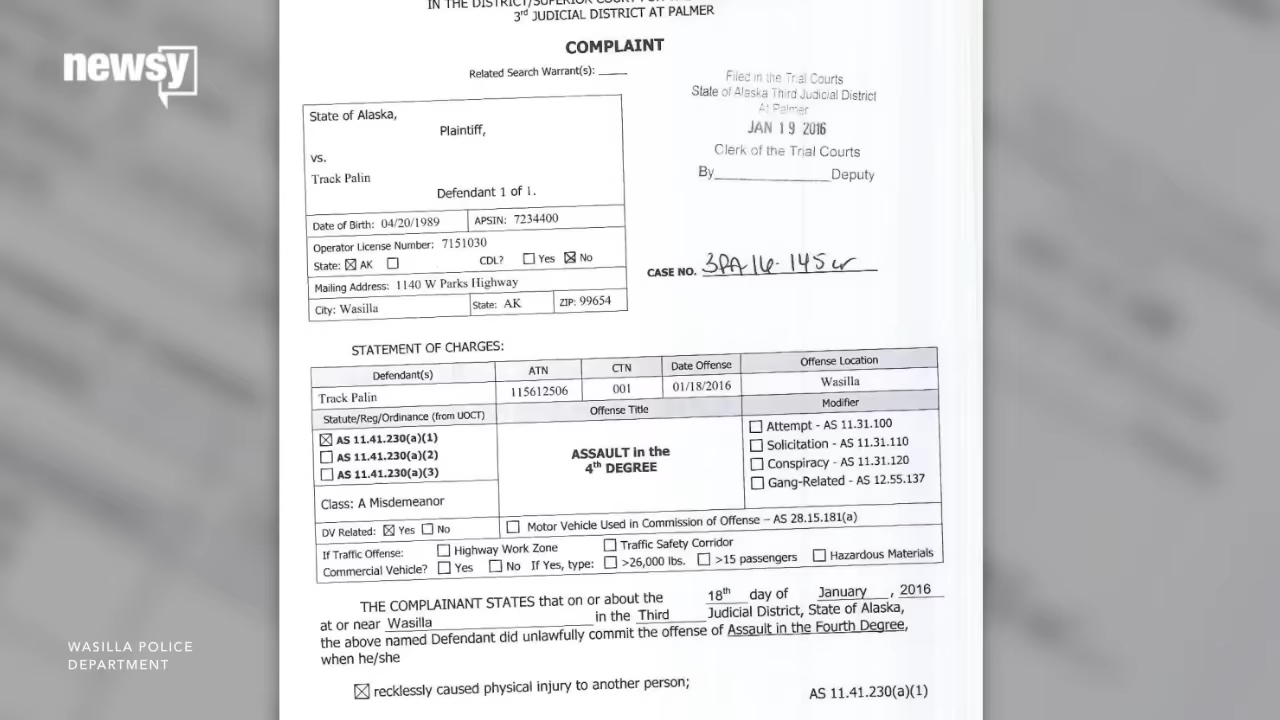 newsy
IN THE DISTRICT/SUPERIOR COURT FOR THE
3rd JUDICIAL DISTRICT AT PALMER
COMPLAINT
Related Search Warrant(s): ____
Filed in the Trial Courts
State of Alaska Third Judicial District
At Palmer
JAN 19 2016
Clerk of the Trial Courts
By______________Deputy
State of Alaska,
Plaintiff,
vs.
Track Palin
Defendant 1 of 1.
Date of Birth: 04/20/1989 APSIN: 7234400
Operator License Number: 7151030
State: ☒ AK ☐ CDL? ☐ Yes ☒ No
Mailing Address: 1140 W Parks Highway
City: Wasilla State: AK ZIP: 99654
CASE NO. 3PA-16-145cr
STATEMENT OF CHARGES:
Defendant(s) ATN CTN Date Offense Offense Location
Track Palin 115612506 001 01/18/2016 Wasilla
Statute/Reg/Ordinance (from UOCT) Offense Title Modifier
☒ AS 11.41.230(a)(1)
☐ AS 11.41.230(a)(2)
☐ AS 11.41.230(a)(3)
Class: A Misdemeanor
ASSAULT in the
4th DEGREE
☐ Attempt - AS 11.31.100
☐ Solicitation - AS 11.31.110
☐ Conspiracy - AS 11.31.120
☐ Gang-Related - AS 12.55.137
DV Related: ☒ Yes ☐ No ☐ Motor Vehicle Used in Commission of Offense – AS 28.15.181(a)
If Traffic Offense: ☐ Highway Work Zone ☐ Traffic Safety Corridor
Commercial Vehicle? ☐ Yes ☐ No If Yes, type: ☐ >26,000 lbs. ☐ >15 passengers ☐ Hazardous Materials
THE COMPLAINANT STATES that on or about the 18th day of January, 2016
at or near Wasilla in the Third Judicial District, State of Alaska,
the above named Defendant did unlawfully commit the offense of Assault in the Fourth Degree,
when he/she
☒ recklessly caused physical injury to another person;
AS 11.41.230(a)(1)
WASILLA POLICE
DEPARTMENT